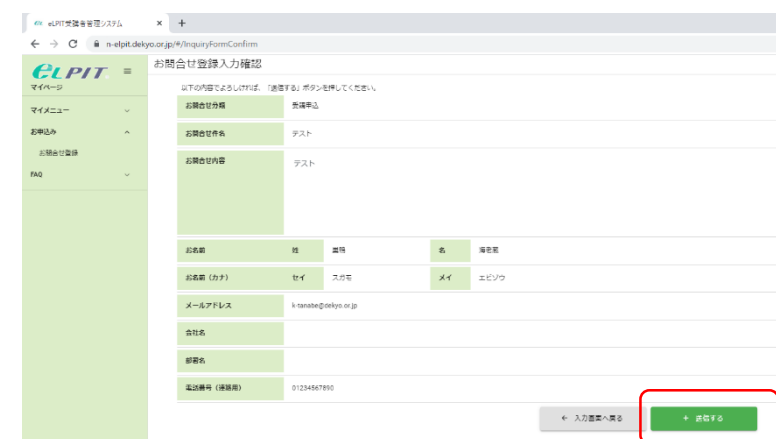 eLPIT受講者管理システム
n-elpit.dekyo.or.jp/#/InquiryFormConfirm
eLPIT
お問合せ登録入力確認
マイページ
以下の内容でよろしければ、「送信する」ボタンを押してください。
マイメニュー
お問合せ分類 受講申込
お申込み
お問合せ件名 テスト
お問合せ登録
お問合せ内容 テスト
FAQ
お名前 姓 巣鴨 名 海老蔵
お名前（カナ） セイ スガモ メイ エビゾウ
メールアドレス k-tanabe@dekyo.or.jp
会社名
部署名
電話番号（連絡用） 01234567890
← 入力画面へ戻る + 送信する